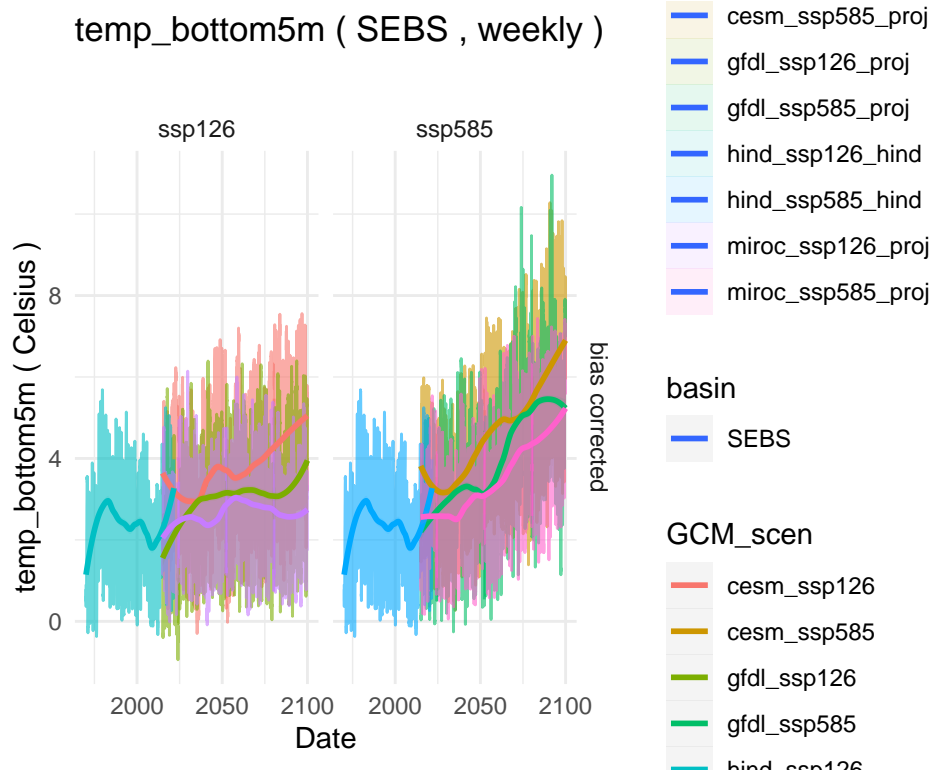 temp_bottom5m ( SEBS , weekly )
ssp126
ssp585
temp_bottom5m ( Celsius )
8
4
0
bias corrected
2000
2050
2100
2000
2050
2100
Date
cesm_ssp585_proj
gfdl_ssp126_proj
gfdl_ssp585_proj
hind_ssp126_hind
hind_ssp585_hind
miroc_ssp126_proj
miroc_ssp585_proj
basin
SEBS
GCM_scen
cesm_ssp126
cesm_ssp585
gfdl_ssp126
gfdl_ssp585
hind_ssp126